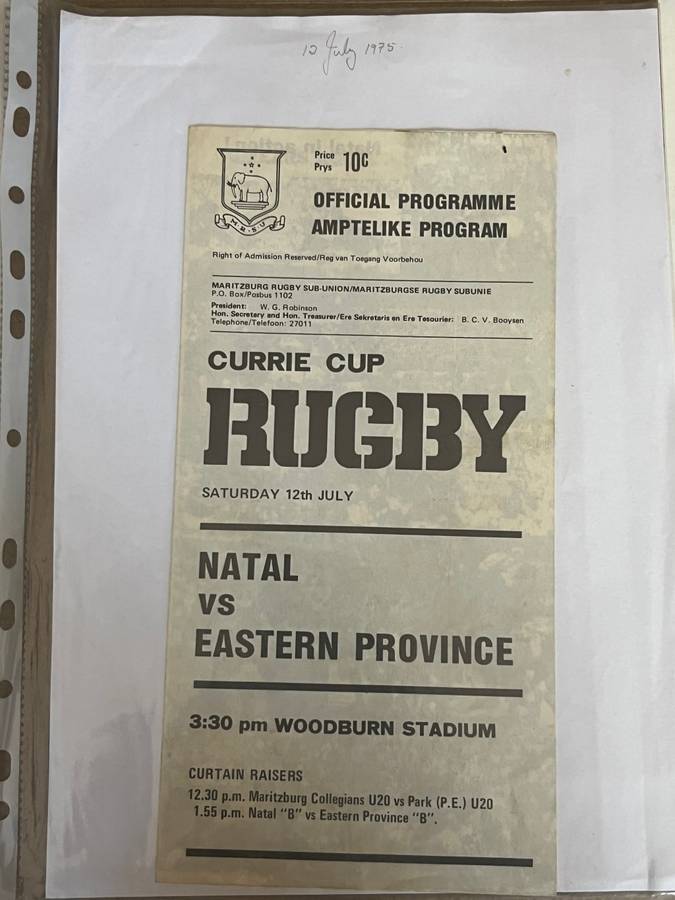 12 July 1975
Price 10c
Prys
OFFICIAL PROGRAMME
AMPTELIKE PROGRAM
M·R·S·U
Right of Admission Reserved/Reg van Toegang Voorbehou
MARITZBURG RUGBY SUB-UNION/MARITZBURGSE RUGBY SUBUNIE
P.O. Box/Posbus 1102
President: W. G. Robinson
Hon. Secretary and Hon. Treasurer/Ere Sekretaris en Ere Tesourier: B. C. V. Booysen
Telephone/Telefoon: 27011
CURRIE CUP
RUGBY
SATURDAY 12th JULY
NATAL
VS
EASTERN PROVINCE
3:30 pm WOODBURN STADIUM
CURTAIN RAISERS
12.30 p.m. Maritzburg Collegians U20 vs Park (P.E.) U20
1.55 p.m. Natal "B" vs Eastern Province "B".